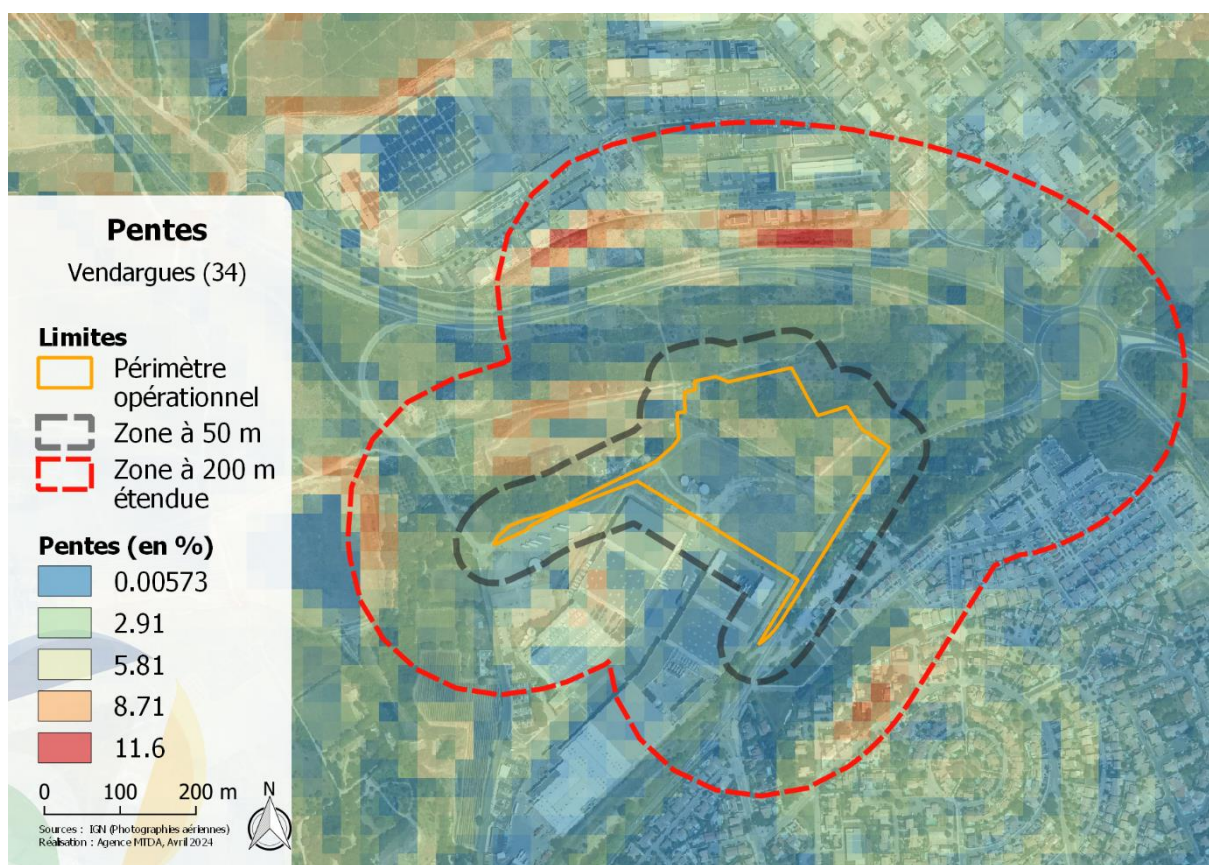 Pentes
Vendargues (34)
Limites
Périmètre
opérationnel
Zone à 50 m
Zone à 200 m
étendue
Pentes (en %)
0.00573
2.91
5.81
8.71
11.6
0 100 200 m
N
Sources : IGN (Photographies aériennes)
Réalisation : Agence MTDA, Avril 2024